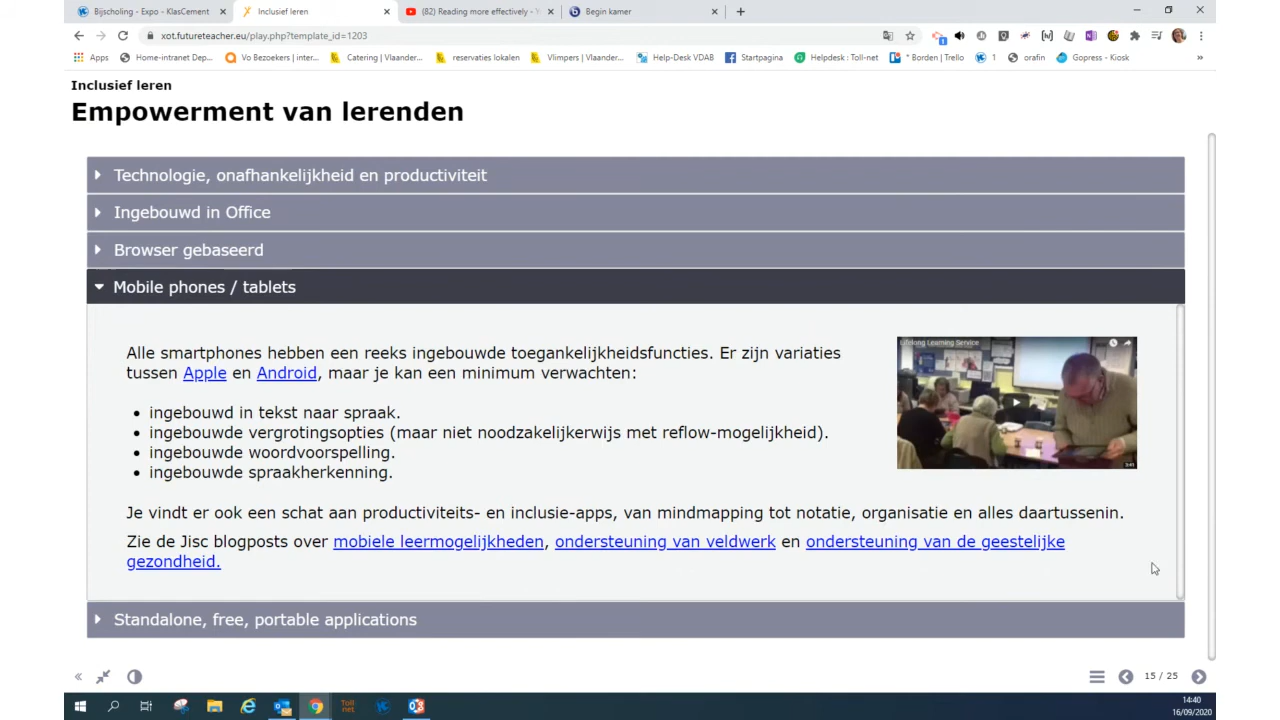 Bijscholing - Expo - KlasCement
Inclusief leren
(82) Reading more effectively - Y
Begin kamer
xot.futureteacher.eu/play.php?template_id=1203
Apps
Home-intranet Dep...
Vo Bezoekers | inter...
Catering | Vlaander...
reservaties lokalen
Vlimpers | Vlaander...
Help-Desk VDAB
Startpagina
Helpdesk : Toll-net
* Borden | Trello
1
orafin
Gopress - Kiosk
»
Inclusief leren
Empowerment van lerenden
Technologie, onafhankelijkheid en productiviteit
Ingebouwd in Office
Browser gebaseerd
Mobile phones / tablets
Alle smartphones hebben een reeks ingebouwde toegankelijkheidsfuncties. Er zijn variaties
tussen Apple en Android, maar je kan een minimum verwachten:
• ingebouwd in tekst naar spraak.
• ingebouwde vergrotingsopties (maar niet noodzakelijkerwijs met reflow-mogelijkheid).
• ingebouwde woordvoorspelling.
• ingebouwde spraakherkenning.
Lifelong Learning Service
3:41
Je vindt er ook een schat aan productiviteits- en inclusie-apps, van mindmapping tot notatie, organisatie en alles daartussenin.
Zie de Jisc blogposts over mobiele leermogelijkheden, ondersteuning van veldwerk en ondersteuning van de geestelijke
gezondheid.
Standalone, free, portable applications
«
15 / 25
Toll
net
14:40
16/09/2020